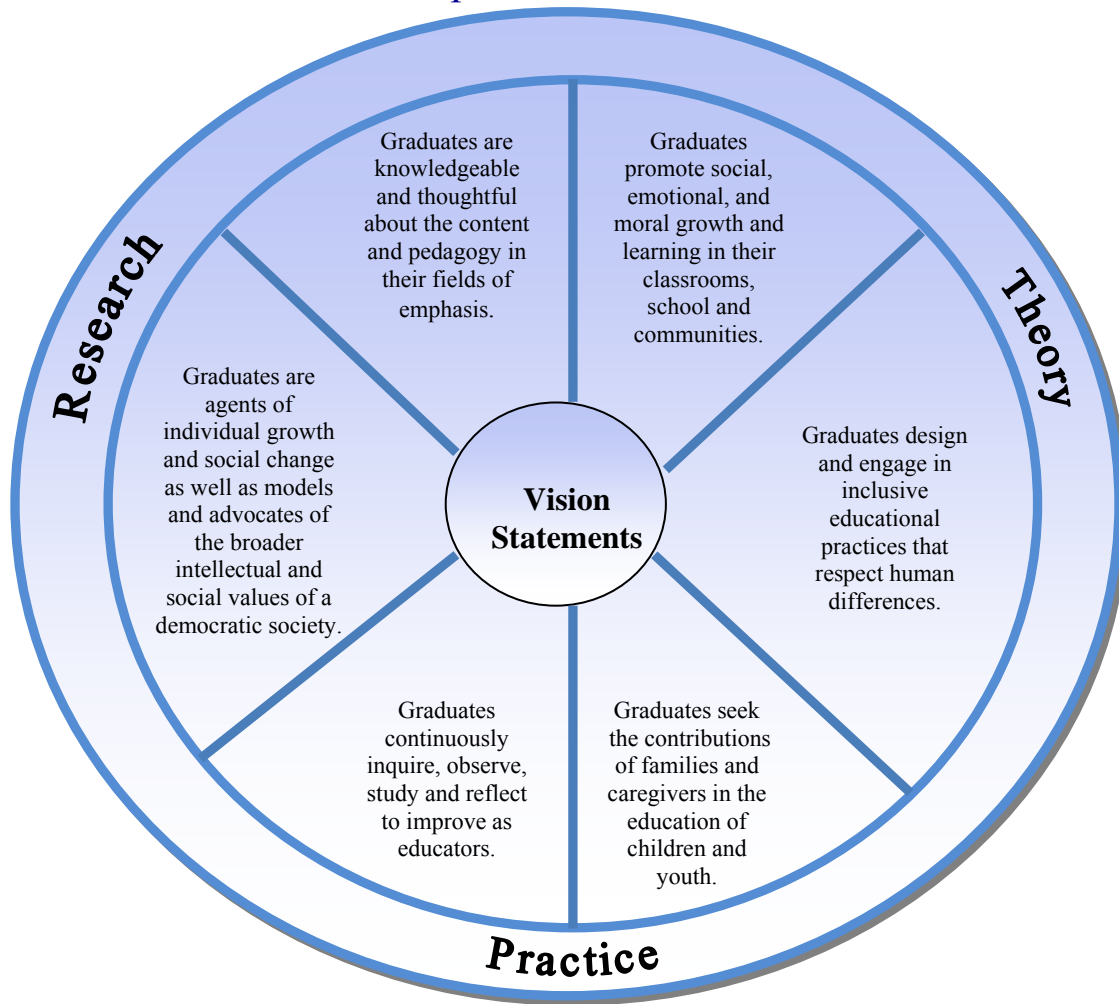 Graduates are
knowledgeable
and thoughtful
about the content
and pedagogy in
their fields of
emphasis.
Graduates
promote social,
emotional, and
moral growth and
learning in their
classrooms,
school and
communities.
Research
Theory
Graduates are
agents of
individual growth
and social change
as well as models
and advocates of
the broader
intellectual and
social values of a
democratic society.
Vision
Statements
Graduates design
and engage in
inclusive
educational
practices that
respect human
differences.
Graduates
continuously
inquire, observe,
study and reflect
to improve as
educators.
Graduates seek
the contributions
of families and
caregivers in the
education of
children and
youth.
Practice